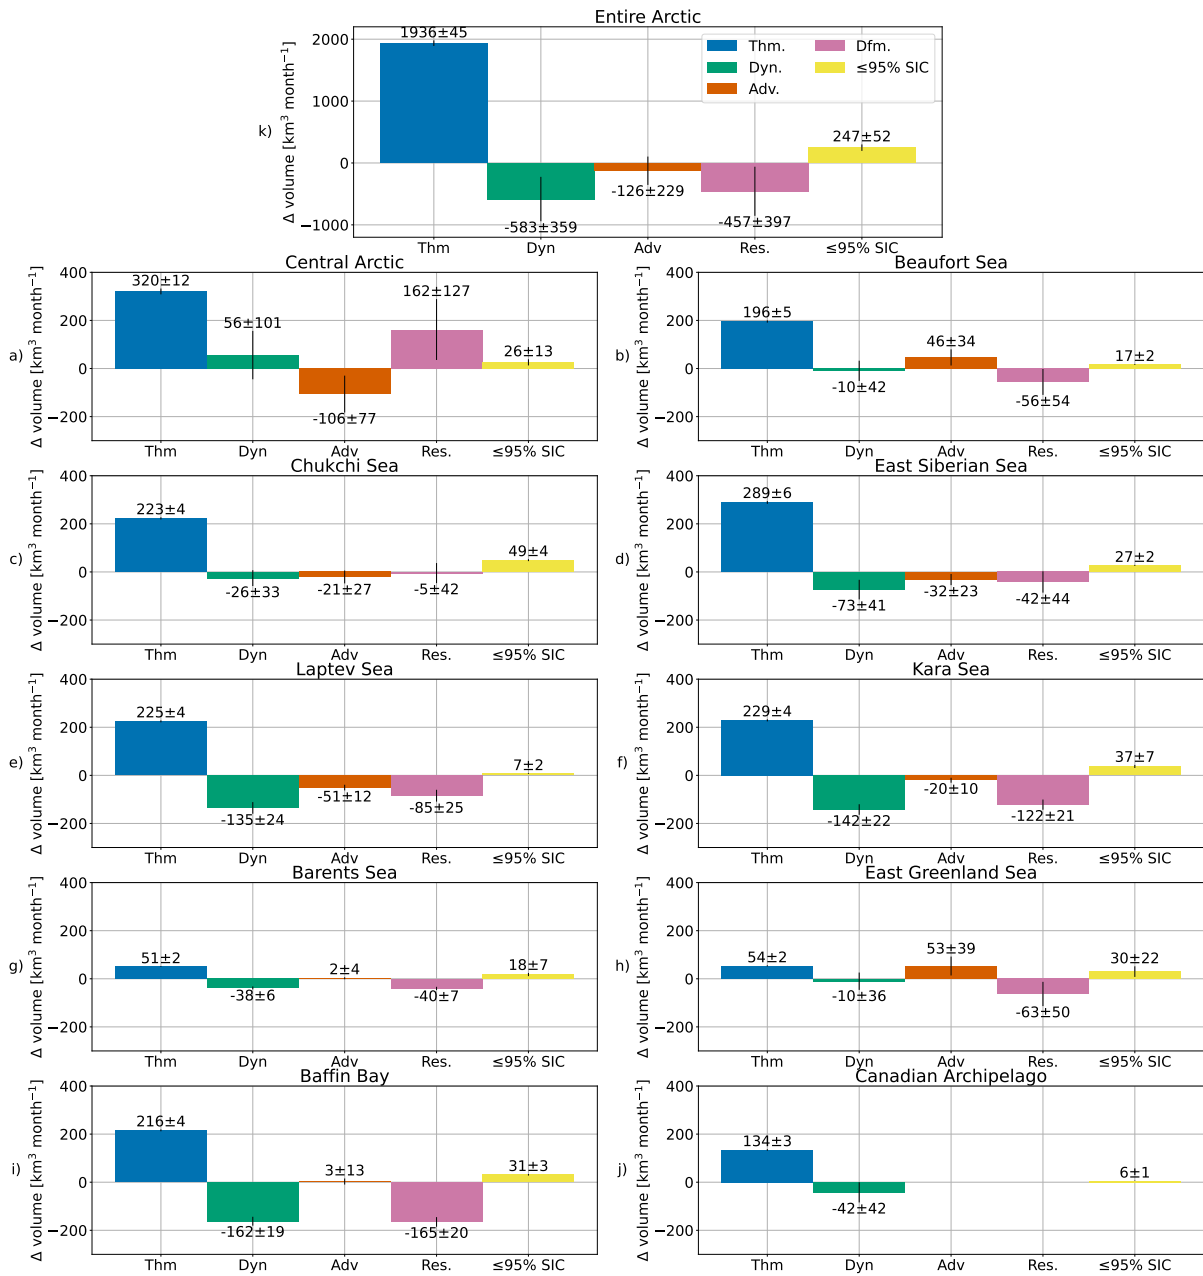 Entire Arctic
k)
Δ volume [km³ month⁻¹]
2000
1000
0
−1000
1936±45
-583±359
-126±229
-457±397
247±52
Thm.
Dyn.
Adv.
Dfm.
≤95% SIC
Thm Dyn Adv Res. ≤95% SIC
Central Arctic
a)
Δ volume [km³ month⁻¹]
400
200
0
−200
320±12
56±101
-106±77
162±127
26±13
Thm Dyn Adv Res. ≤95% SIC
Beaufort Sea
b)
Δ volume [km³ month⁻¹]
400
200
0
−200
196±5
-10±42
46±34
-56±54
17±2
Thm Dyn Adv Res. ≤95% SIC
Chukchi Sea
c)
Δ volume [km³ month⁻¹]
400
200
0
−200
223±4
-26±33
-21±27
-5±42
49±4
Thm Dyn Adv Res. ≤95% SIC
East Siberian Sea
d)
Δ volume [km³ month⁻¹]
400
200
0
−200
289±6
-73±41
-32±23
-42±44
27±2
Thm Dyn Adv Res. ≤95% SIC
Laptev Sea
e)
Δ volume [km³ month⁻¹]
400
200
0
−200
225±4
-135±24
-51±12
-85±25
7±2
Thm Dyn Adv Res. ≤95% SIC
Kara Sea
f)
Δ volume [km³ month⁻¹]
400
200
0
−200
229±4
-142±22
-20±10
-122±21
37±7
Thm Dyn Adv Res. ≤95% SIC
Barents Sea
g)
Δ volume [km³ month⁻¹]
400
200
0
−200
51±2
-38±6
2±4
-40±7
18±7
Thm Dyn Adv Res. ≤95% SIC
East Greenland Sea
h)
Δ volume [km³ month⁻¹]
400
200
0
−200
54±2
-10±36
53±39
-63±50
30±22
Thm Dyn Adv Res. ≤95% SIC
Baffin Bay
i)
Δ volume [km³ month⁻¹]
400
200
0
−200
216±4
-162±19
3±13
-165±20
31±3
Thm Dyn Adv Res. ≤95% SIC
Canadian Archipelago
j)
Δ volume [km³ month⁻¹]
400
200
0
−200
134±3
-42±42
6±1
Thm Dyn Adv Res. ≤95% SIC